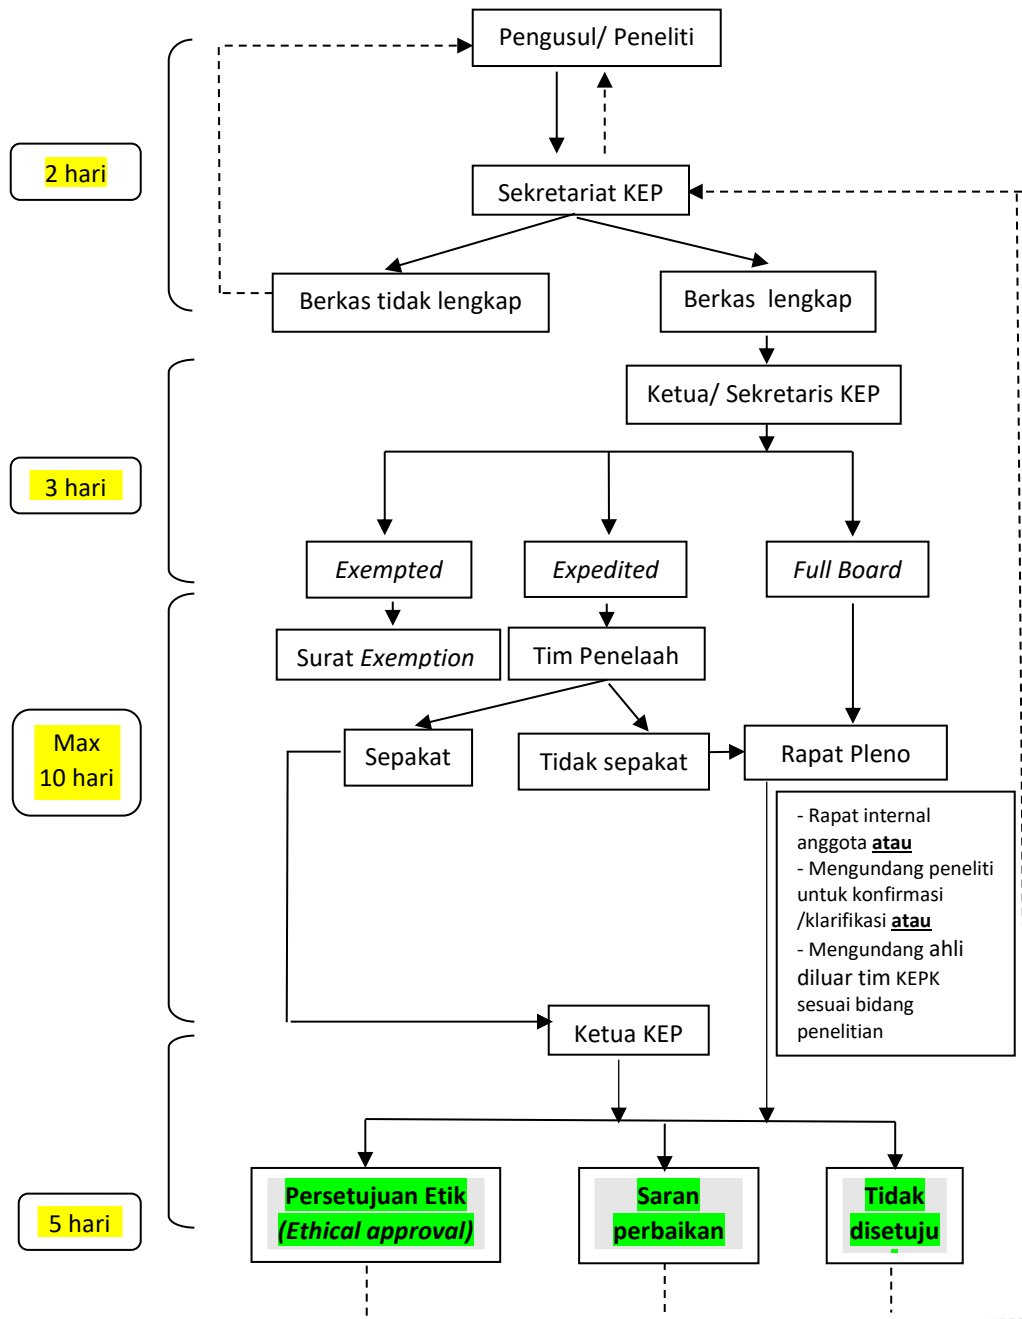 Pengusul/ Peneliti
2 hari
Sekretariat KEP
Berkas tidak lengkap
Berkas lengkap
Ketua/ Sekretaris KEP
3 hari
Exempted
Expedited
Full Board
Surat Exemption
Tim Penelaah
Max
10 hari
Sepakat
Tidak sepakat
Rapat Pleno
- Rapat internal
anggota atau
- Mengundang peneliti
untuk konfirmasi
/klarifikasi atau
- Mengundang ahli
diluar tim KEPK
sesuai bidang
penelitian
Ketua KEP
5 hari
Persetujuan Etik
(Ethical approval)
Saran
perbaikan
Tidak
disetuju